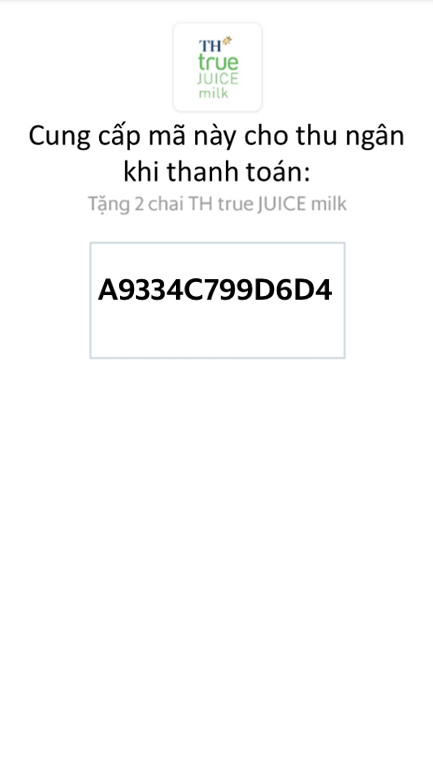 TH
true
JUICE
milk
Cung cấp mã này cho thu ngân
khi thanh toán:
Tặng 2 chai TH true JUICE milk
A9334C799D6D4